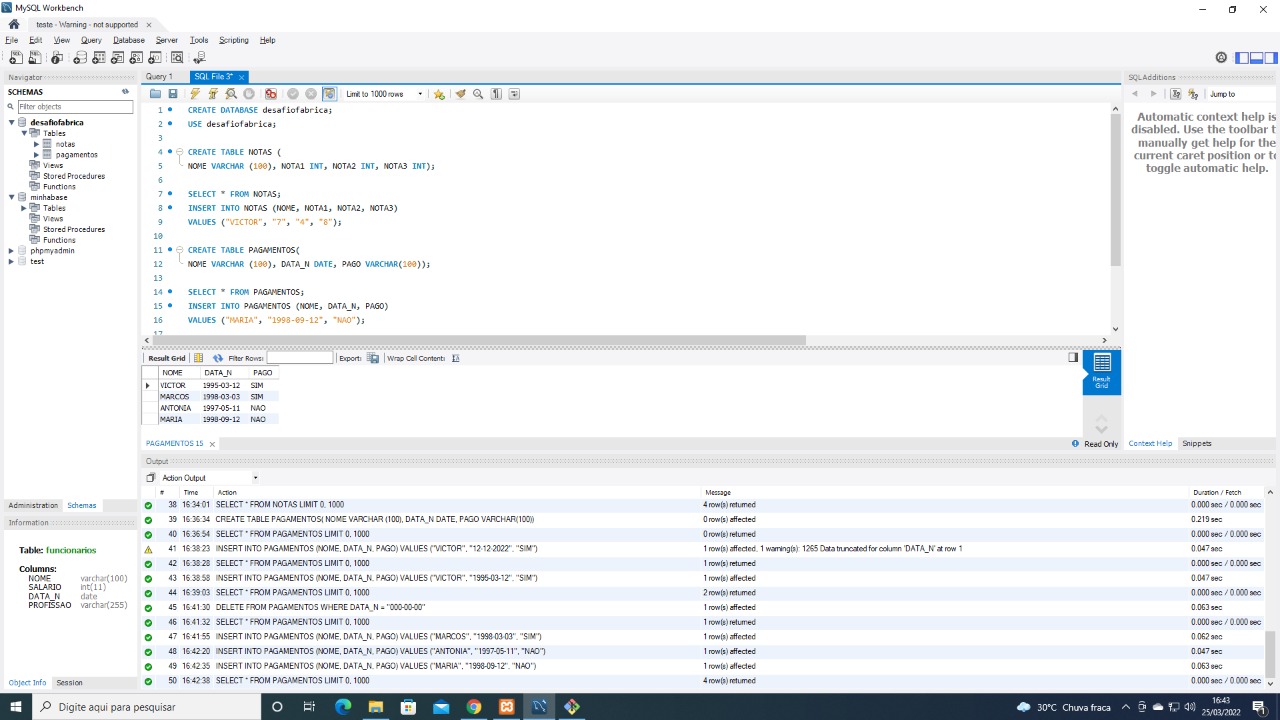 MySQL Workbench
teste - Warning - not supported ×
File Edit View Query Database Server Tools Scripting Help
Navigator
SCHEMAS
Filter objects
desafiofabrica
Tables
notas
pagamentos
Views
Stored Procedures
Functions
minhabase
Tables
Views
Stored Procedures
Functions
phpmyadmin
test
Administration Schemas
Information
Table: funcionarios
Columns:
NOME varchar(100)
SALARIO int(11)
DATA_N date
PROFISSAO varchar(255)
Object Info Session
Query 1 SQL File 3* ×
Limit to 1000 rows
1 CREATE DATABASE desafiofabrica;
2 USE desafiofabrica;
3
4 CREATE TABLE NOTAS (
5 NOME VARCHAR (100), NOTA1 INT, NOTA2 INT, NOTA3 INT);
6
7 SELECT * FROM NOTAS;
8 INSERT INTO NOTAS (NOME, NOTA1, NOTA2, NOTA3)
9 VALUES ("VICTOR", "7", "4", "8");
10
11 CREATE TABLE PAGAMENTOS(
12 NOME VARCHAR (100), DATA_N DATE, PAGO VARCHAR(100));
13
14 SELECT * FROM PAGAMENTOS;
15 INSERT INTO PAGAMENTOS (NOME, DATA_N, PAGO)
16 VALUES ("MARIA", "1998-09-12", "NAO");
17
Result Grid Filter Rows: Export: Wrap Cell Content:
NOME DATA_N PAGO
VICTOR 1995-03-12 SIM
MARCOS 1998-03-03 SIM
ANTONIA 1997-05-11 NAO
MARIA 1998-09-12 NAO
Result
Grid
PAGAMENTOS 15 × Read Only
SQLAdditions
Jump to
Automatic context help is
disabled. Use the toolbar t
manually get help for the
current caret position or to
toggle automatic help.
Context Help Snippets
Output
Action Output
# Time Action Message Duration / Fetch
38 16:34:01 SELECT * FROM NOTAS LIMIT 0, 1000 4 row(s) returned 0.000 sec / 0.000 sec
39 16:36:34 CREATE TABLE PAGAMENTOS( NOME VARCHAR (100), DATA_N DATE, PAGO VARCHAR(100)) 0 row(s) affected 0.219 sec
40 16:36:54 SELECT * FROM PAGAMENTOS LIMIT 0, 1000 0 row(s) returned 0.000 sec / 0.000 sec
41 16:38:23 INSERT INTO PAGAMENTOS (NOME, DATA_N, PAGO) VALUES ("VICTOR", "12-12-2022", "SIM") 1 row(s) affected, 1 warning(s): 1265 Data truncated for column 'DATA_N' at row 1 0.047 sec
42 16:38:28 SELECT * FROM PAGAMENTOS LIMIT 0, 1000 1 row(s) returned 0.000 sec / 0.000 sec
43 16:38:58 INSERT INTO PAGAMENTOS (NOME, DATA_N, PAGO) VALUES ("VICTOR", "1995-03-12", "SIM") 1 row(s) affected 0.047 sec
44 16:39:03 SELECT * FROM PAGAMENTOS LIMIT 0, 1000 2 row(s) returned 0.000 sec / 0.000 sec
45 16:41:30 DELETE FROM PAGAMENTOS WHERE DATA_N = "000-00-00" 1 row(s) affected 0.063 sec
46 16:41:32 SELECT * FROM PAGAMENTOS LIMIT 0, 1000 1 row(s) returned 0.000 sec / 0.000 sec
47 16:41:55 INSERT INTO PAGAMENTOS (NOME, DATA_N, PAGO) VALUES ("MARCOS", "1998-03-03", "SIM") 1 row(s) affected 0.062 sec
48 16:42:20 INSERT INTO PAGAMENTOS (NOME, DATA_N, PAGO) VALUES ("ANTONIA", "1997-05-11", "NAO") 1 row(s) affected 0.047 sec
49 16:42:35 INSERT INTO PAGAMENTOS (NOME, DATA_N, PAGO) VALUES ("MARIA", "1998-09-12", "NAO") 1 row(s) affected 0.063 sec
50 16:42:38 SELECT * FROM PAGAMENTOS LIMIT 0, 1000 4 row(s) returned 0.000 sec / 0.000 sec
Digite aqui para pesquisar
30°C Chuva fraca
16:43
25/03/2022